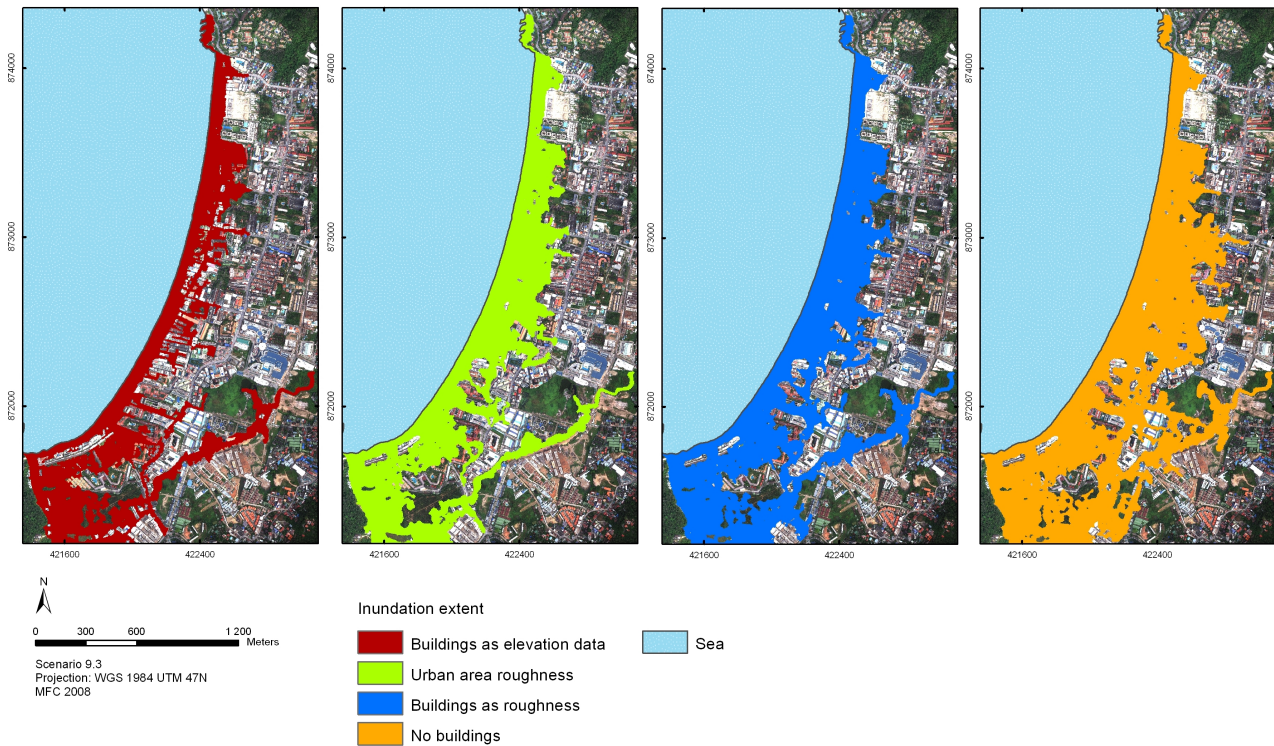 874000
874000
874000
874000
873000
873000
873000
873000
872000
872000
872000
872000
421600
422400
421600
422400
421600
422400
421600
422400
N
0 300 600 1 200
Meters
Scenario 9.3
Projection: WGS 1984 UTM 47N
MFC 2008
Inundation extent
Buildings as elevation data
Sea
Urban area roughness
Buildings as roughness
No buildings